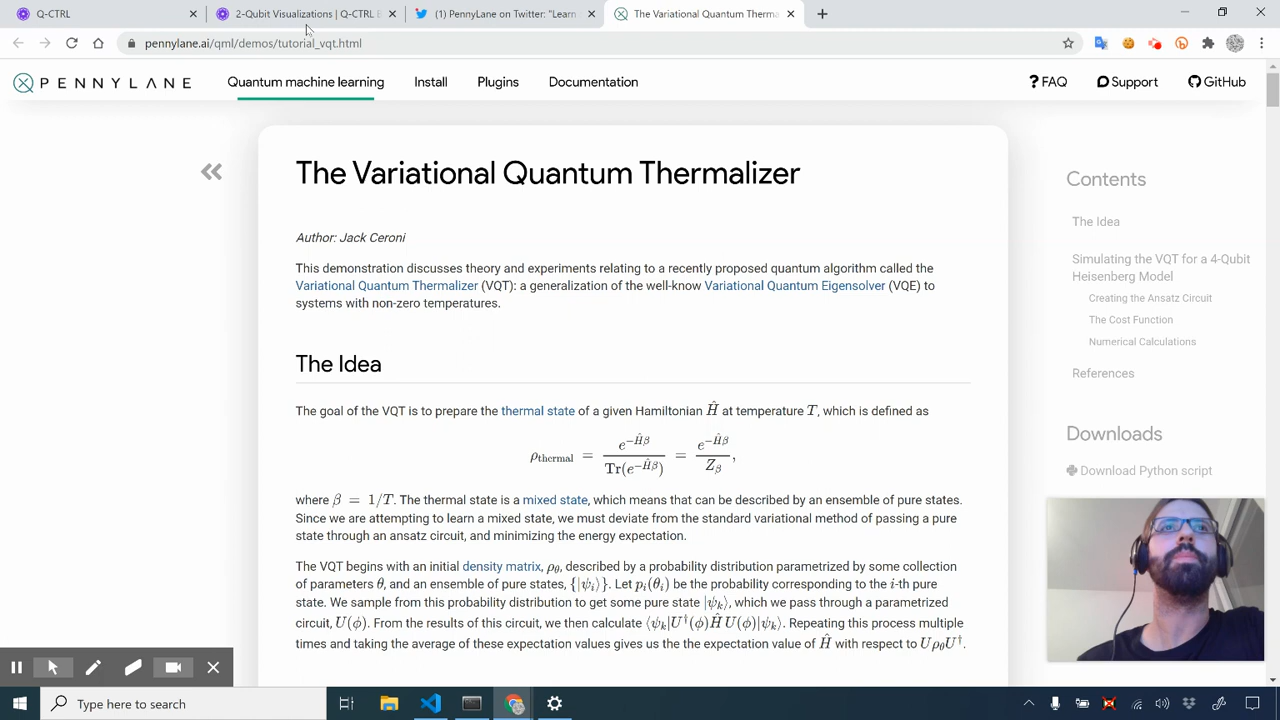 Q-CTRL
2-Qubit Visualizations | Q-CTRL B
(1) PennyLane on Twitter: "Learn
The Variational Quantum Therma
pennylane.ai/qml/demos/tutorial_vqt.html
PENNYLANE
Quantum machine learning
Install
Plugins
Documentation
? FAQ
Support
GitHub
The Variational Quantum Thermalizer
Author: Jack Ceroni
This demonstration discusses theory and experiments relating to a recently proposed quantum algorithm called the
Variational Quantum Thermalizer (VQT): a generalization of the well-know Variational Quantum Eigensolver (VQE) to
systems with non-zero temperatures.
The Idea
The goal of the VQT is to prepare the thermal state of a given Hamiltonian Ĥ at temperature T, which is defined as
ρ_thermal = e^{-Ĥβ} / Tr(e^{-Ĥβ}) = e^{-Ĥβ} / Z_β,
where β = 1/T. The thermal state is a mixed state, which means that can be described by an ensemble of pure states.
Since we are attempting to learn a mixed state, we must deviate from the standard variational method of passing a pure
state through an ansatz circuit, and minimizing the energy expectation.
The VQT begins with an initial density matrix, ρ_θ, described by a probability distribution parametrized by some collection
of parameters θ, and an ensemble of pure states, {|ψ_i⟩}. Let p_i(θ_i) be the probability corresponding to the i-th pure
state. We sample from this probability distribution to get some pure state |ψ_k⟩, which we pass through a parametrized
circuit, U(ϕ). From the results of this circuit, we then calculate ⟨ψ_k|U†(ϕ)Ĥ U(ϕ)|ψ_k⟩. Repeating this process multiple
times and taking the average of these expectation values gives us the the expectation value of Ĥ with respect to Uρ_θU†.
Contents
The Idea
Simulating the VQT for a 4-Qubit
Heisenberg Model
Creating the Ansatz Circuit
The Cost Function
Numerical Calculations
References
Downloads
Download Python script
Type here to search